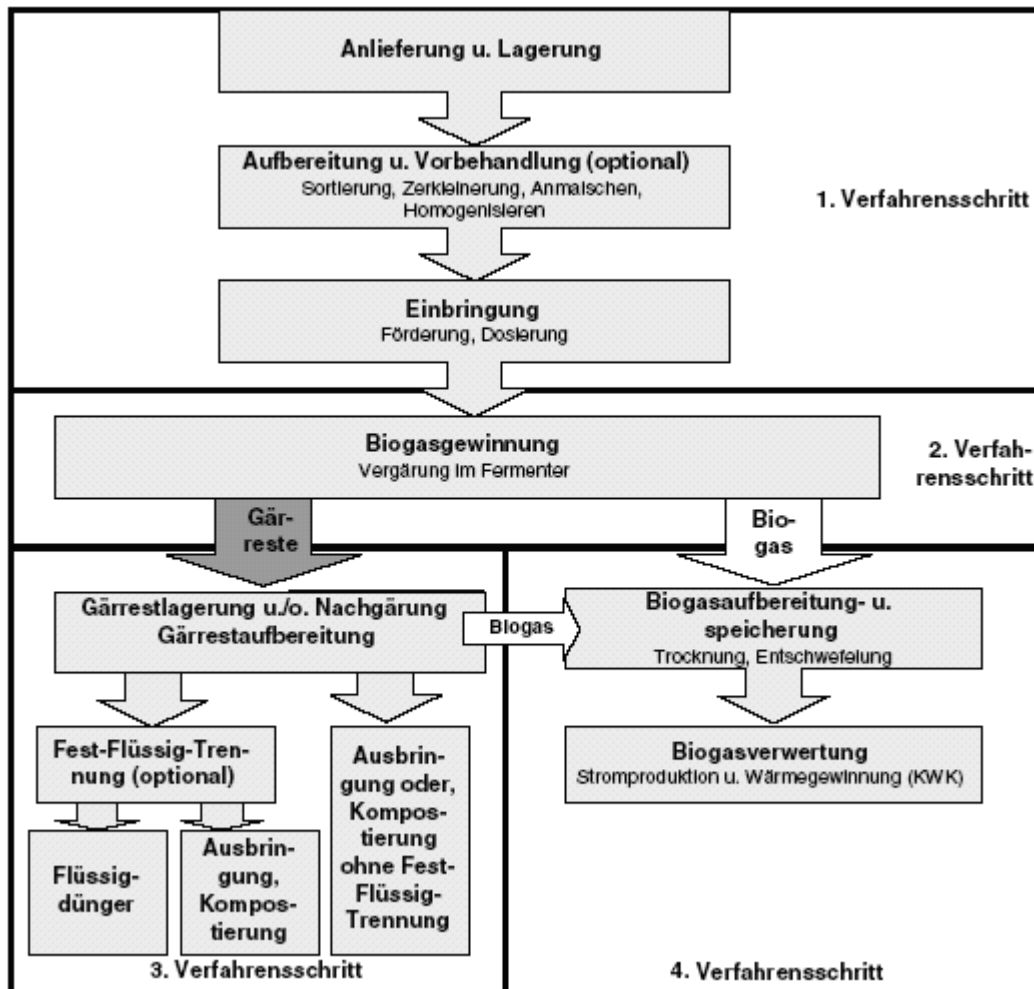 Anlieferung u. Lagerung
Aufbereitung u. Vorbehandlung (optional)
Sortierung, Zerkleinerung, Anmaischen,
Homogenisieren
1. Verfahrensschritt
Einbringung
Förderung, Dosierung
Biogasgewinnung
Vergärung im Fermenter
2. Verfah-
rensschritt
Gär-
reste
Bio-
gas
Gärrestlagerung u./o. Nachgärung
Gärrestaufbereitung
Biogas
Biogasaufbereitung- u.
speicherung
Trocknung, Entschwefelung
Fest-Flüssig-Tren-
nung (optional)
Ausbrin-
gung oder,
Kompos-
tierung
ohne Fest-
Flüssig-
Trennung
Biogasverwertung
Stromproduktion u. Wärmegewinnung (KWK)
Flüssig-
dünger
Ausbrin-
gung,
Kompos-
tierung
3. Verfahrensschritt
4. Verfahrensschritt